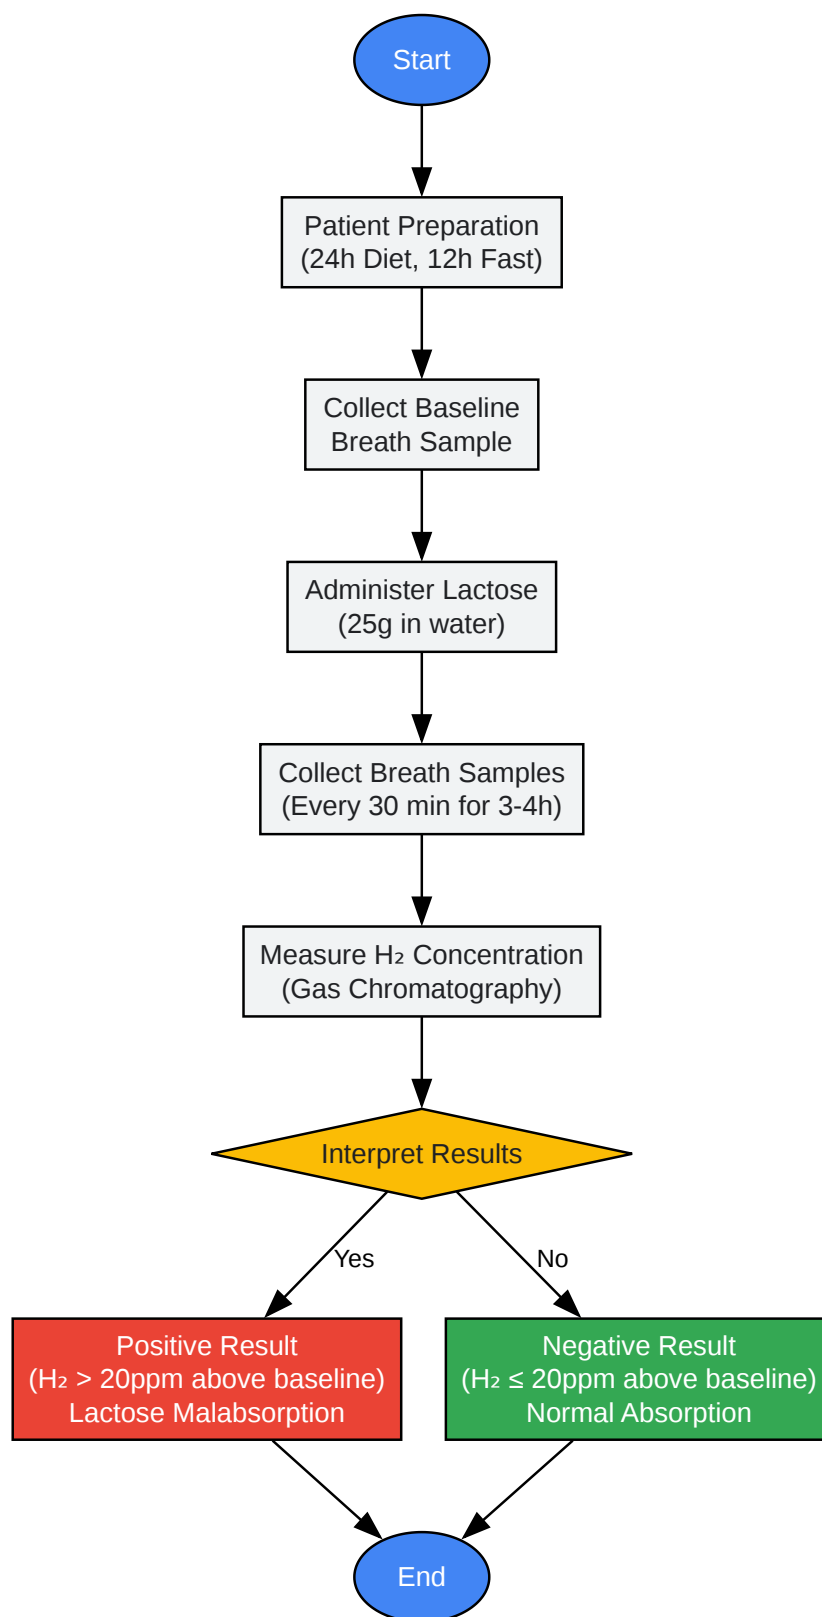 Start
Patient Preparation
(24h Diet, 12h Fast)
Collect Baseline
Breath Sample
Administer Lactose
(25g in water)
Collect Breath Samples
(Every 30 min for 3-4h)
Measure H₂ Concentration
(Gas Chromatography)
Interpret Results
Yes
No
Positive Result
(H₂ > 20ppm above baseline)
Lactose Malabsorption
Negative Result
(H₂ ≤ 20ppm above baseline)
Normal Absorption
End